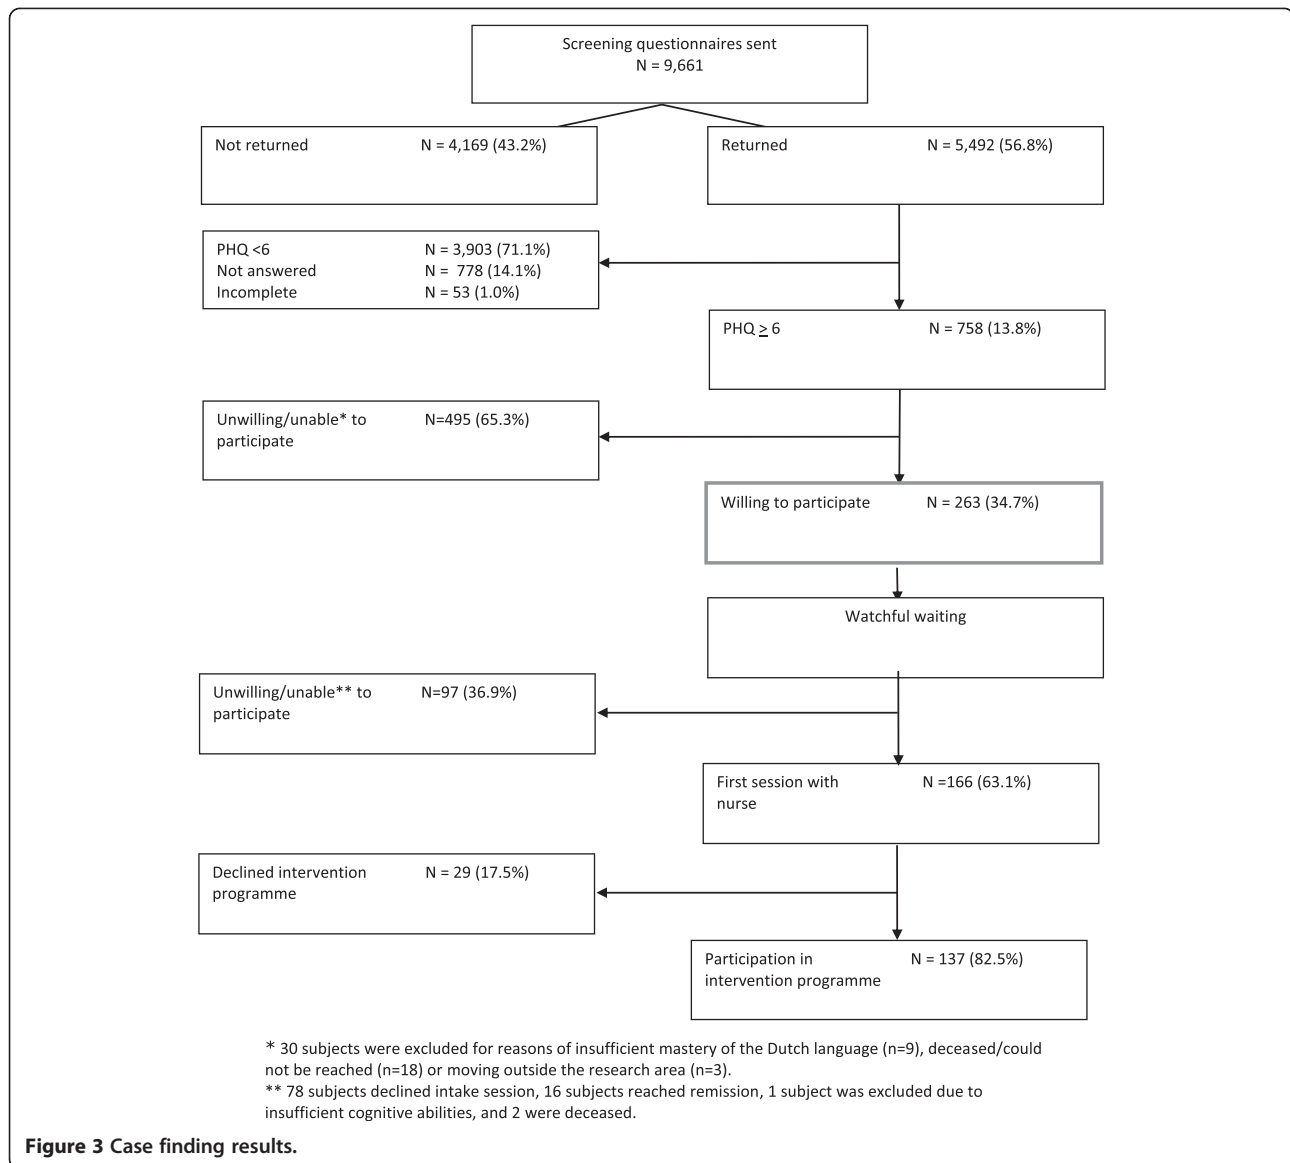 Screening questionnaires sent
N = 9,661
Not returned N = 4,169 (43.2%)
Returned N = 5,492 (56.8%)
PHQ <6 N = 3,903 (71.1%)
Not answered N = 778 (14.1%)
Incomplete N = 53 (1.0%)
PHQ ≥ 6 N = 758 (13.8%)
Unwilling/unable* to N=495 (65.3%)
participate
Willing to participate N = 263 (34.7%)
Watchful waiting
Unwilling/unable** to N=97 (36.9%)
participate
First session with N =166 (63.1%)
nurse
Declined intervention N = 29 (17.5%)
programme
Participation in N = 137 (82.5%)
intervention programme
* 30 subjects were excluded for reasons of insufficient mastery of the Dutch language (n=9), deceased/could
not be reached (n=18) or moving outside the research area (n=3).
** 78 subjects declined intake session, 16 subjects reached remission, 1 subject was excluded due to
insufficient cognitive abilities, and 2 were deceased.
Figure 3 Case finding results.